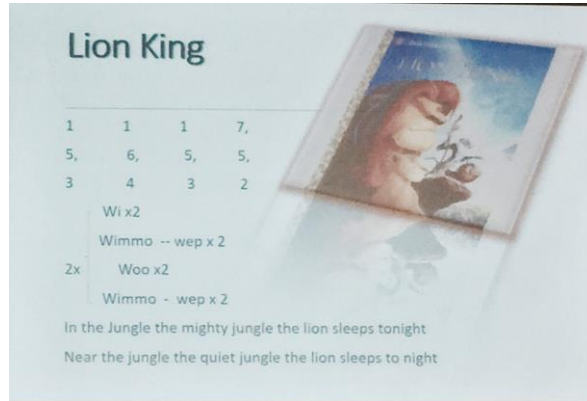 Lion King
1 1 1 7,
5, 6, 5, 5,
3 4 3 2
Wi x2
Wimmo -- wep x 2
2x Woo x2
Wimmo - wep x 2
In the Jungle the mighty jungle the lion sleeps tonight
Near the jungle the quiet jungle the lion sleeps to night